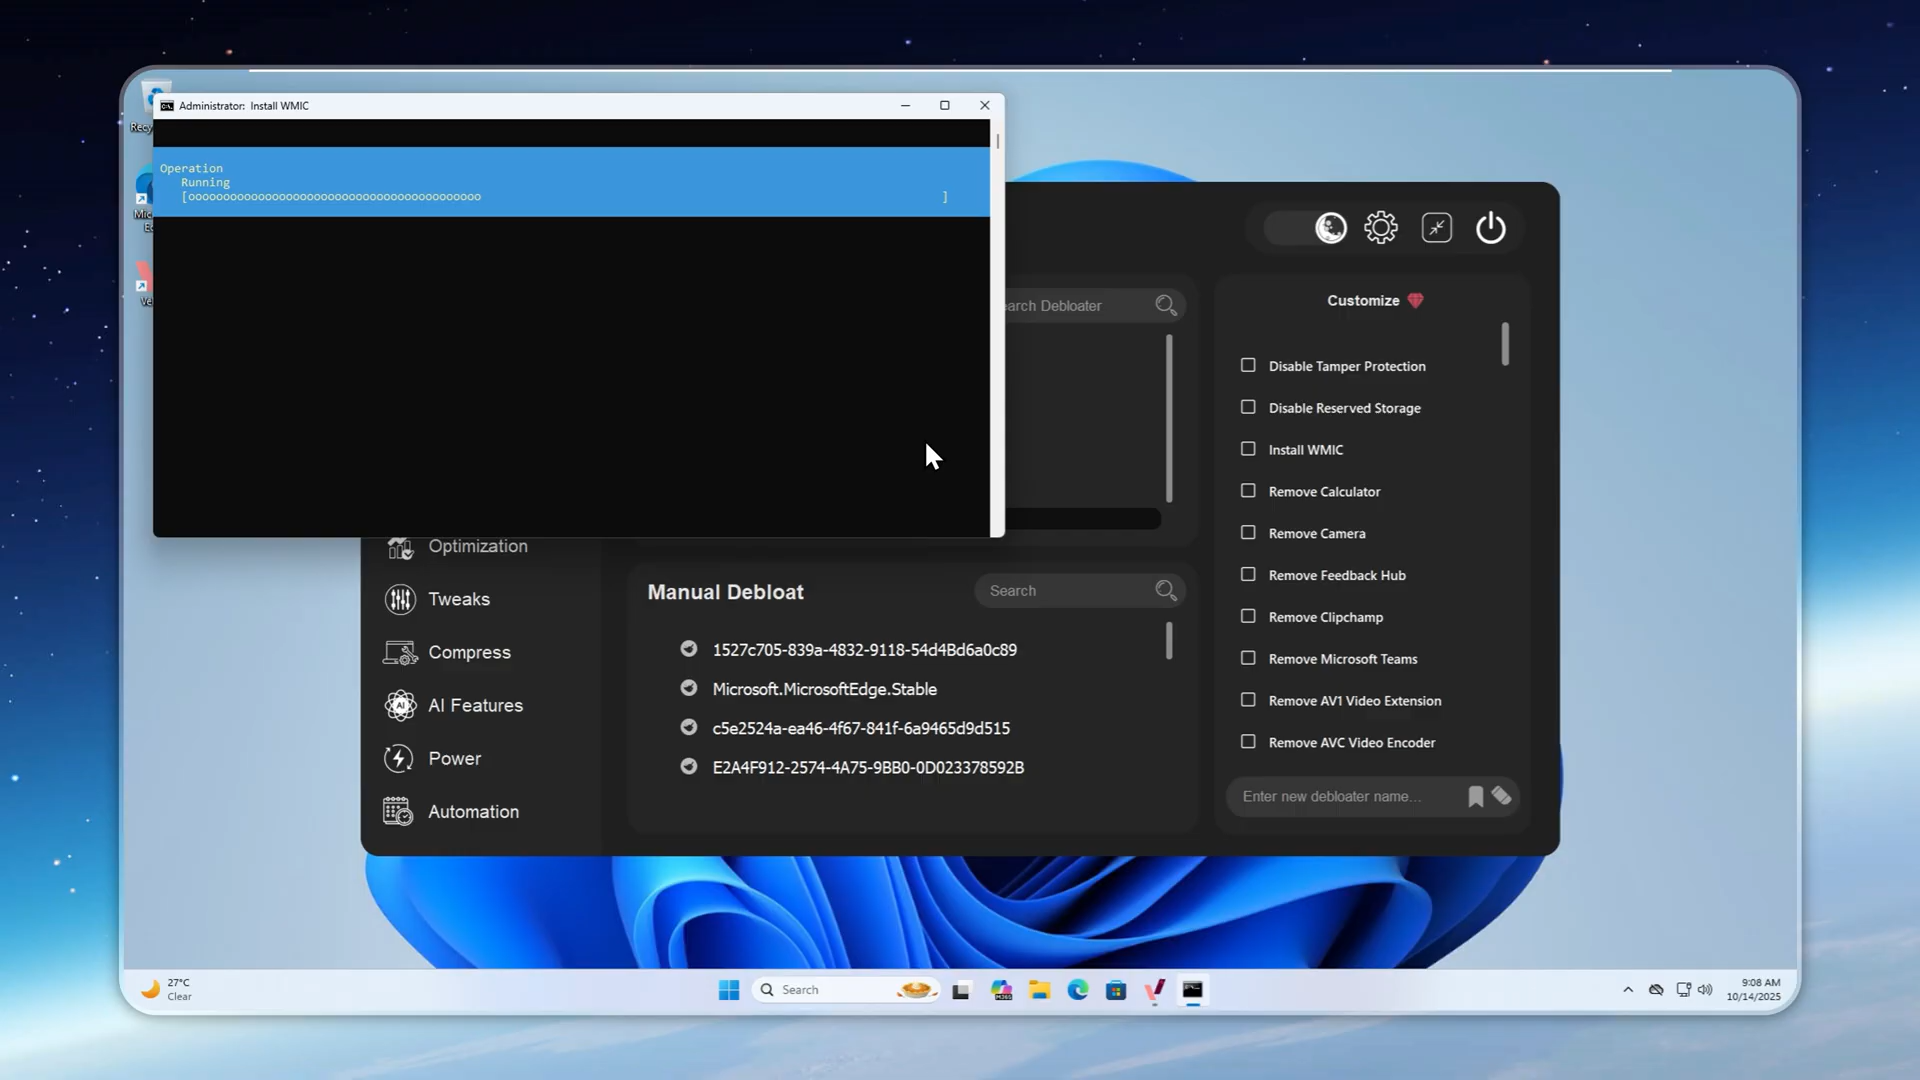 Administrator: Install WMIC
Operation
Running
[oooooooooooooooooooooooooooooooooooooooooo ]
Customize
arch Debloater
Disable Tamper Protection
Disable Reserved Storage
Install WMIC
Remove Calculator
Remove Camera
Remove Feedback Hub
Remove Clipchamp
Remove Microsoft Teams
Remove AV1 Video Extension
Remove AVC Video Encoder
Enter new debloater name...
Optimization
Tweaks
Compress
AI Features
Power
Automation
Manual Debloat
Search
1527c705-839a-4832-9118-54d4Bd6a0c89
Microsoft.MicrosoftEdge.Stable
c5e2524a-ea46-4f67-841f-6a9465d9d515
E2A4F912-2574-4A75-9BB0-0D023378592B
27°C
Clear
Search
9:08 AM
10/14/2025